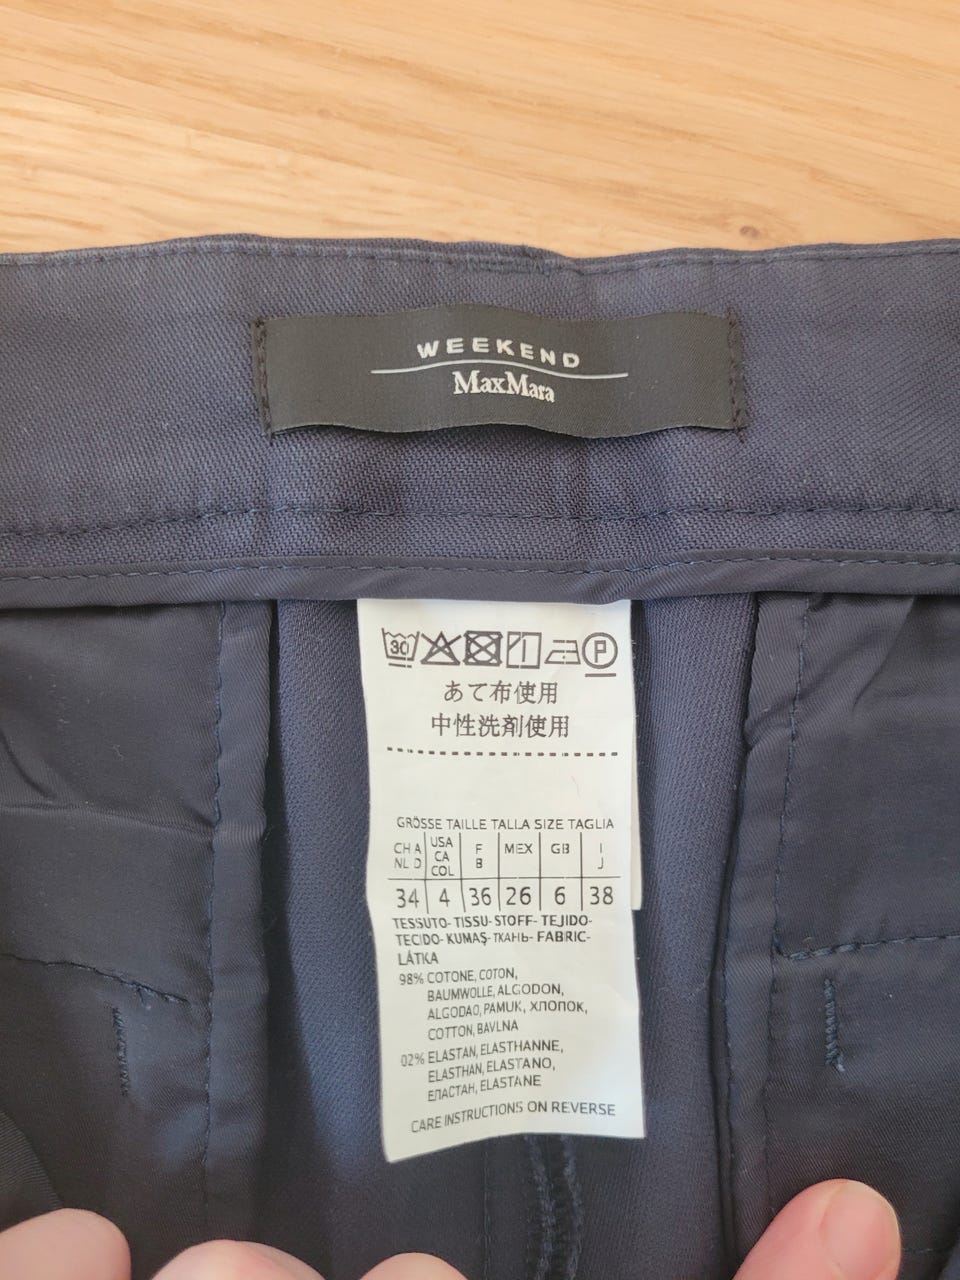 WEEKEND
MaxMara
30 P
あて布使用
中性洗剤使用
GRÖSSE TAILLE TALLA SIZE TAGLIA
CH A NL D USA CA COL F B MEX GB I J
34 4 36 26 6 38
TESSUTO-TISSU-STOFF-TEJIDO-
TECIDO-KUMAŞ-ТКАНЬ-FABRIC-
LÁTKA
98% COTONE, COTON,
BAUMWOLLE, ALGODON,
ALGODAO, PAMUK, ХЛОПОК,
COTTON, BAVLNA
02% ELASTAN, ELASTHANNE,
ELASTHAN, ELASTANO,
ЕПАСТАН, ELASTANE
CARE INSTRUCTIONS ON REVERSE